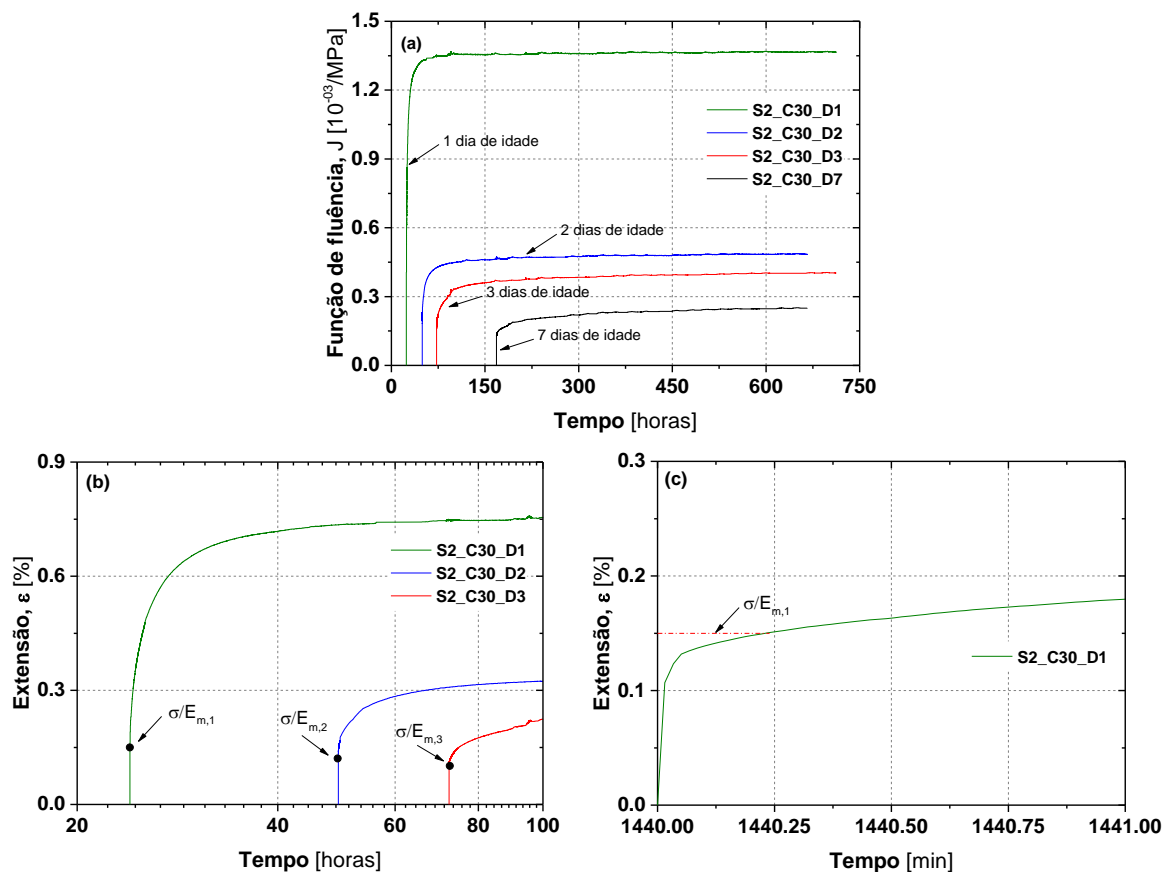 (a)
Função de fluência, J [10⁻⁰³/MPa]
1.5
1.2
0.9
0.6
0.3
0.0
1 dia de idade
2 dias de idade
3 dias de idade
7 dias de idade
S2_C30_D1
S2_C30_D2
S2_C30_D3
S2_C30_D7
0 150 300 450 600 750
Tempo [horas]
(b)
Extensão, ε [%]
0.9
0.6
0.3
0.0
S2_C30_D1
S2_C30_D2
S2_C30_D3
σ/Eₘ,₁
σ/Eₘ,₂
σ/Eₘ,₃
20 40 60 80 100
Tempo [horas]
(c)
Extensão, ε [%]
0.3
0.2
0.1
0.0
σ/Eₘ,₁
S2_C30_D1
1440.00 1440.25 1440.50 1440.75 1441.00
Tempo [min]